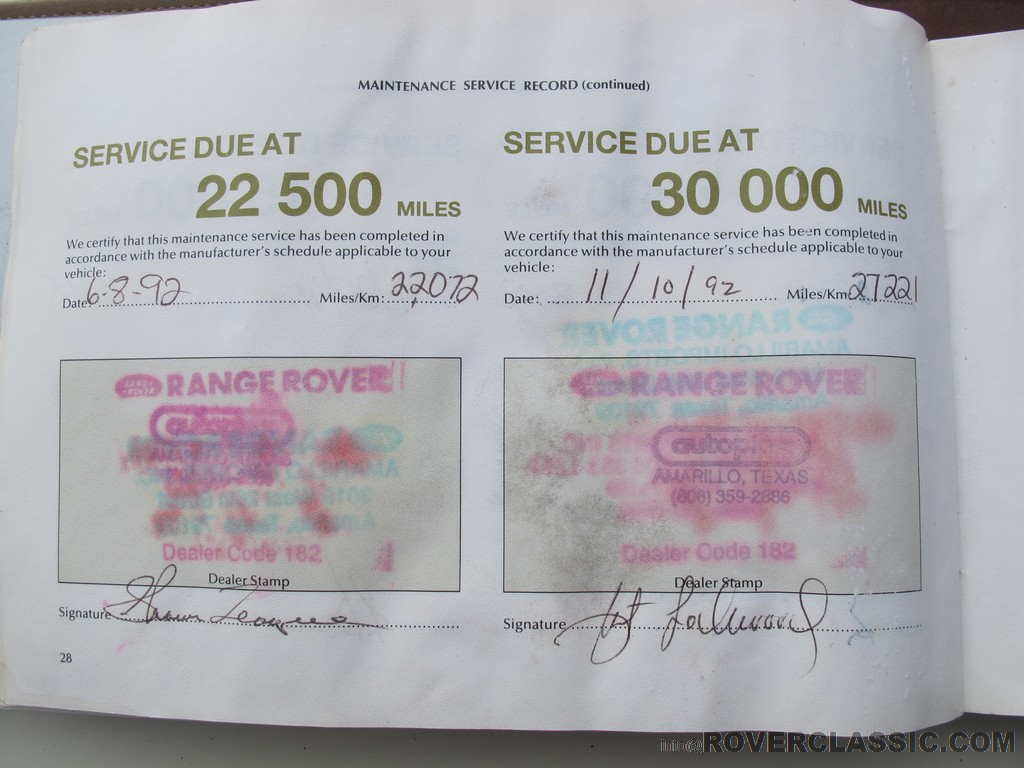 MAINTENANCE SERVICE RECORD (continued)
SERVICE DUE AT
22 500 MILES
We certify that this maintenance service has been completed in
accordance with the manufacturer's schedule applicable to your
vehicle:
Date: 6-8-92 Miles/Km: 22,072
RANGE ROVER
Dealer Code 182
Dealer Stamp
Signature
28
SERVICE DUE AT
30 000 MILES
We certify that this maintenance service has been completed in
accordance with the manufacturer's schedule applicable to your
vehicle:
Date: 11/10/92 Miles/Km 27221
RANGE ROVER
AMARILLO, TEXAS
(806) 359-2886
Dealer Code 182
Dealer Stamp
Signature
info@ROVERCLASSIC.COM